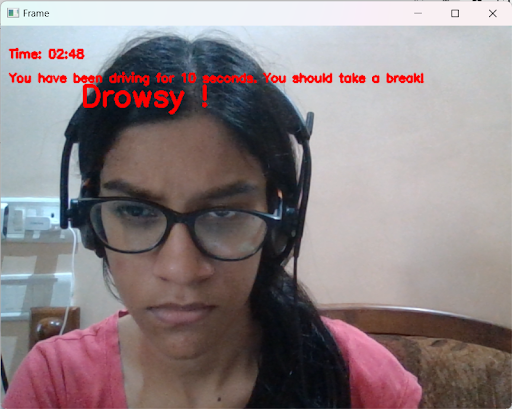 Frame
Time: 02:48
You have been driving for 10 seconds. You should take a break!
Drowsy !